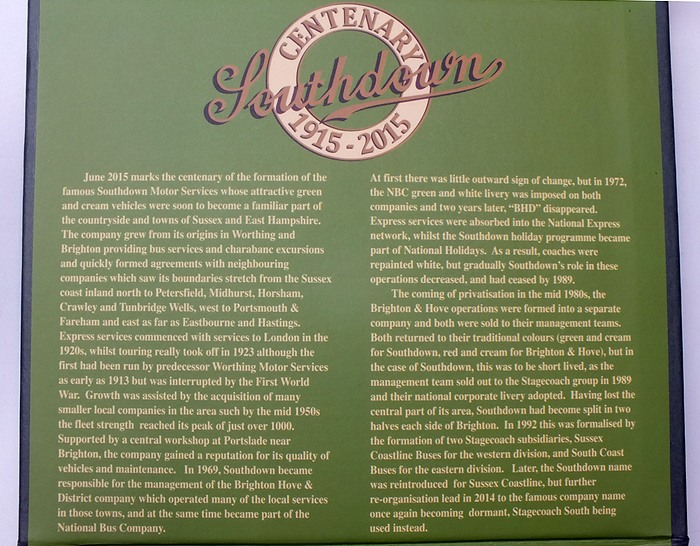 CENTENARY
Southdown
1915 - 2015
June 2015 marks the centenary of the formation of the
famous Southdown Motor Services whose attractive green
and cream vehicles were soon to become a familiar part of
the countryside and towns of Sussex and East Hampshire.
The company grew from its origins in Worthing and
Brighton providing bus services and charabanc excursions
and quickly formed agreements with neighbouring
companies which saw its boundaries stretch from the Sussex
coast inland north to Petersfield, Midhurst, Horsham,
Crawley and Tunbridge Wells, west to Portsmouth &
Fareham and east as far as Eastbourne and Hastings.
Express services commenced with services to London in the
1920s, whilst touring really took off in 1923 although the
first had been run by predecessor Worthing Motor Services
as early as 1913 but was interrupted by the First World
War. Growth was assisted by the acquisition of many
smaller local companies in the area such by the mid 1950s
the fleet strength reached its peak of just over 1000.
Supported by a central workshop at Portslade near
Brighton, the company gained a reputation for its quality of
vehicles and maintenance. In 1969, Southdown became
responsible for the management of the Brighton Hove &
District company which operated many of the local services
in those towns, and at the same time became part of the
National Bus Company.
At first there was little outward sign of change, but in 1972,
the NBC green and white livery was imposed on both
companies and two years later, "BHD" disappeared.
Express services were absorbed into the National Express
network, whilst the Southdown holiday programme became
part of National Holidays. As a result, coaches were
repainted white, but gradually Southdown's role in these
operations decreased, and had ceased by 1989.
The coming of privatisation in the mid 1980s, the
Brighton & Hove operations were formed into a separate
company and both were sold to their management teams.
Both returned to their traditional colours (green and cream
for Southdown, red and cream for Brighton & Hove), but in
the case of Southdown, this was to be short lived, as the
management team sold out to the Stagecoach group in 1989
and their national corporate livery adopted. Having lost the
central part of its area, Southdown had become split in two
halves each side of Brighton. In 1992 this was formalised by
the formation of two Stagecoach subsidiaries, Sussex
Coastline Buses for the western division, and South Coast
Buses for the eastern division. Later, the Southdown name
was reintroduced for Sussex Coastline, but further
re-organisation lead in 2014 to the famous company name
once again becoming dormant, Stagecoach South being
used instead.